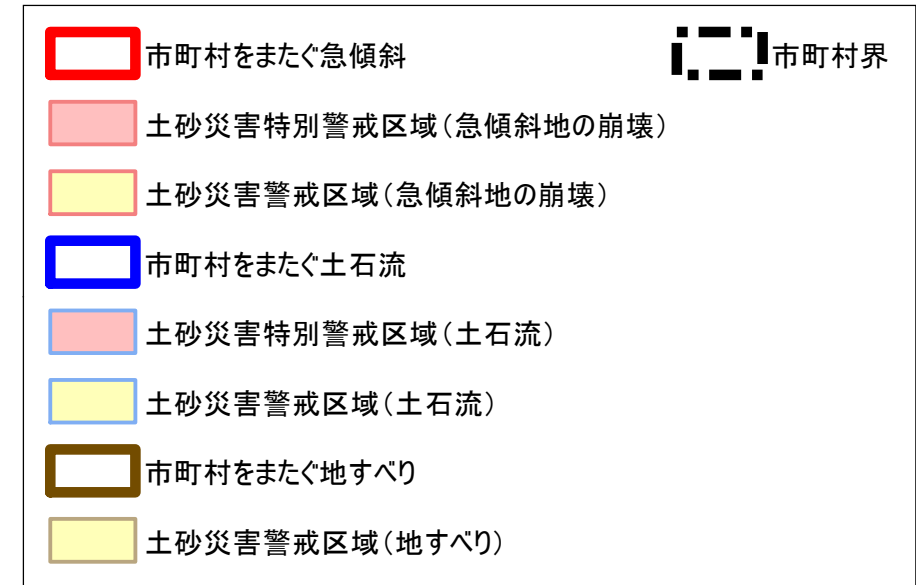 市町村をまたぐ急傾斜
市町村界
土砂災害特別警戒区域(急傾斜地の崩壊)
土砂災害警戒区域(急傾斜地の崩壊)
市町村をまたぐ土石流
土砂災害特別警戒区域(土石流)
土砂災害警戒区域(土石流)
市町村をまたぐ地すべり
土砂災害警戒区域(地すべり)